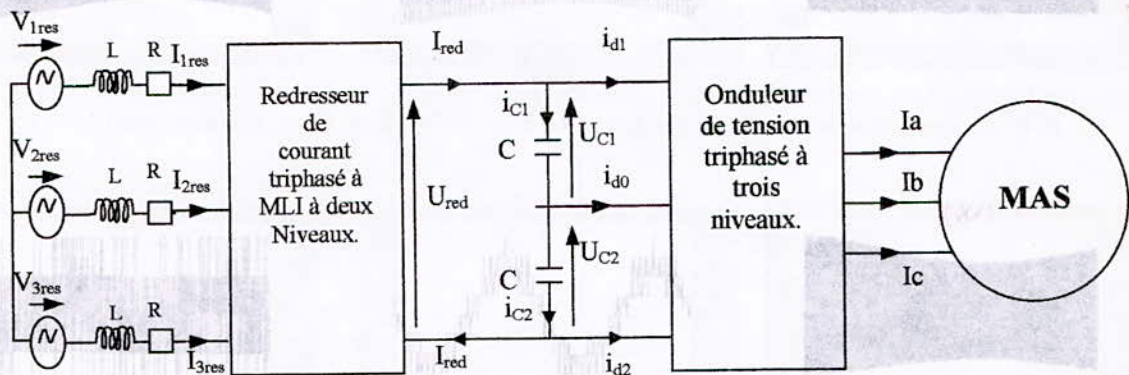 V1res
L
R
I1res
V2res
L
R
I2res
V3res
L
R
I3res
Redresseur
de
courant
triphasé à
MLI à deux
Niveaux.
Ired
Ured
Ired
id1
iC1
C
UC1
id0
UC2
C
iC2
id2
Onduleur
de tension
triphasé à
trois
niveaux.
Ia
Ib
Ic
MAS